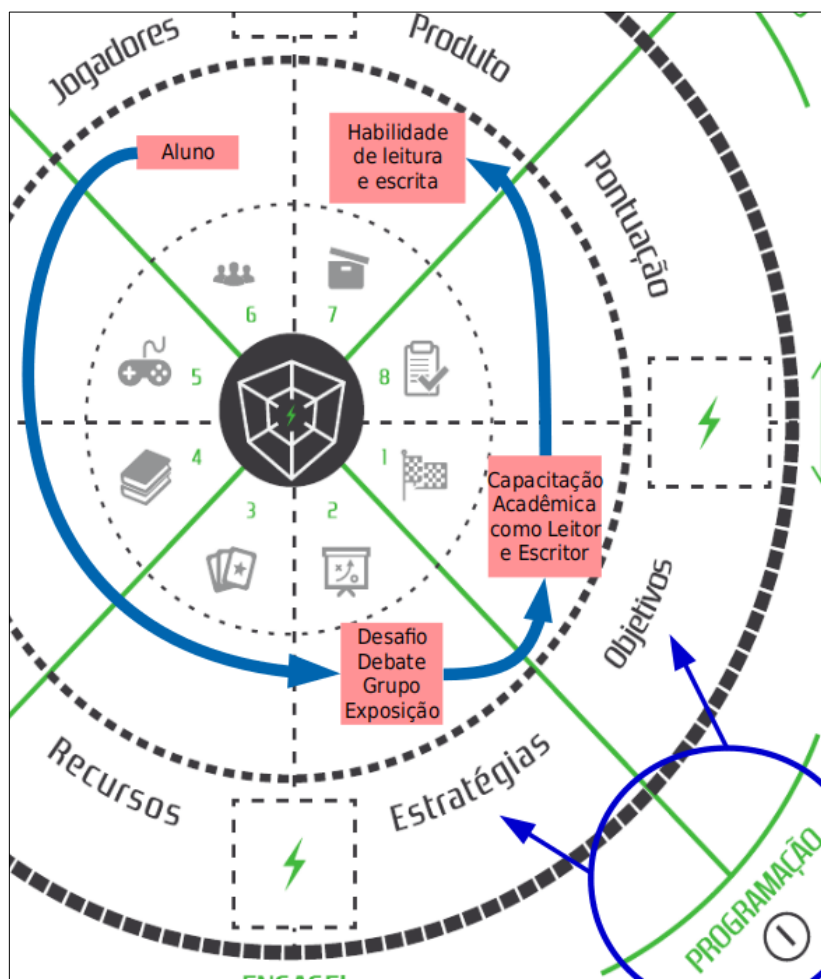 Jogadores
Produto
Aluno
Habilidade
de leitura
e escrita
Pontuação
6
7
5
8
4
1
3
2
Capacitação
Acadêmica
como Leitor
e Escritor
Desafio
Debate
Grupo
Exposição
Objetivos
Recursos
Estratégias
PROGRAMAÇÃO